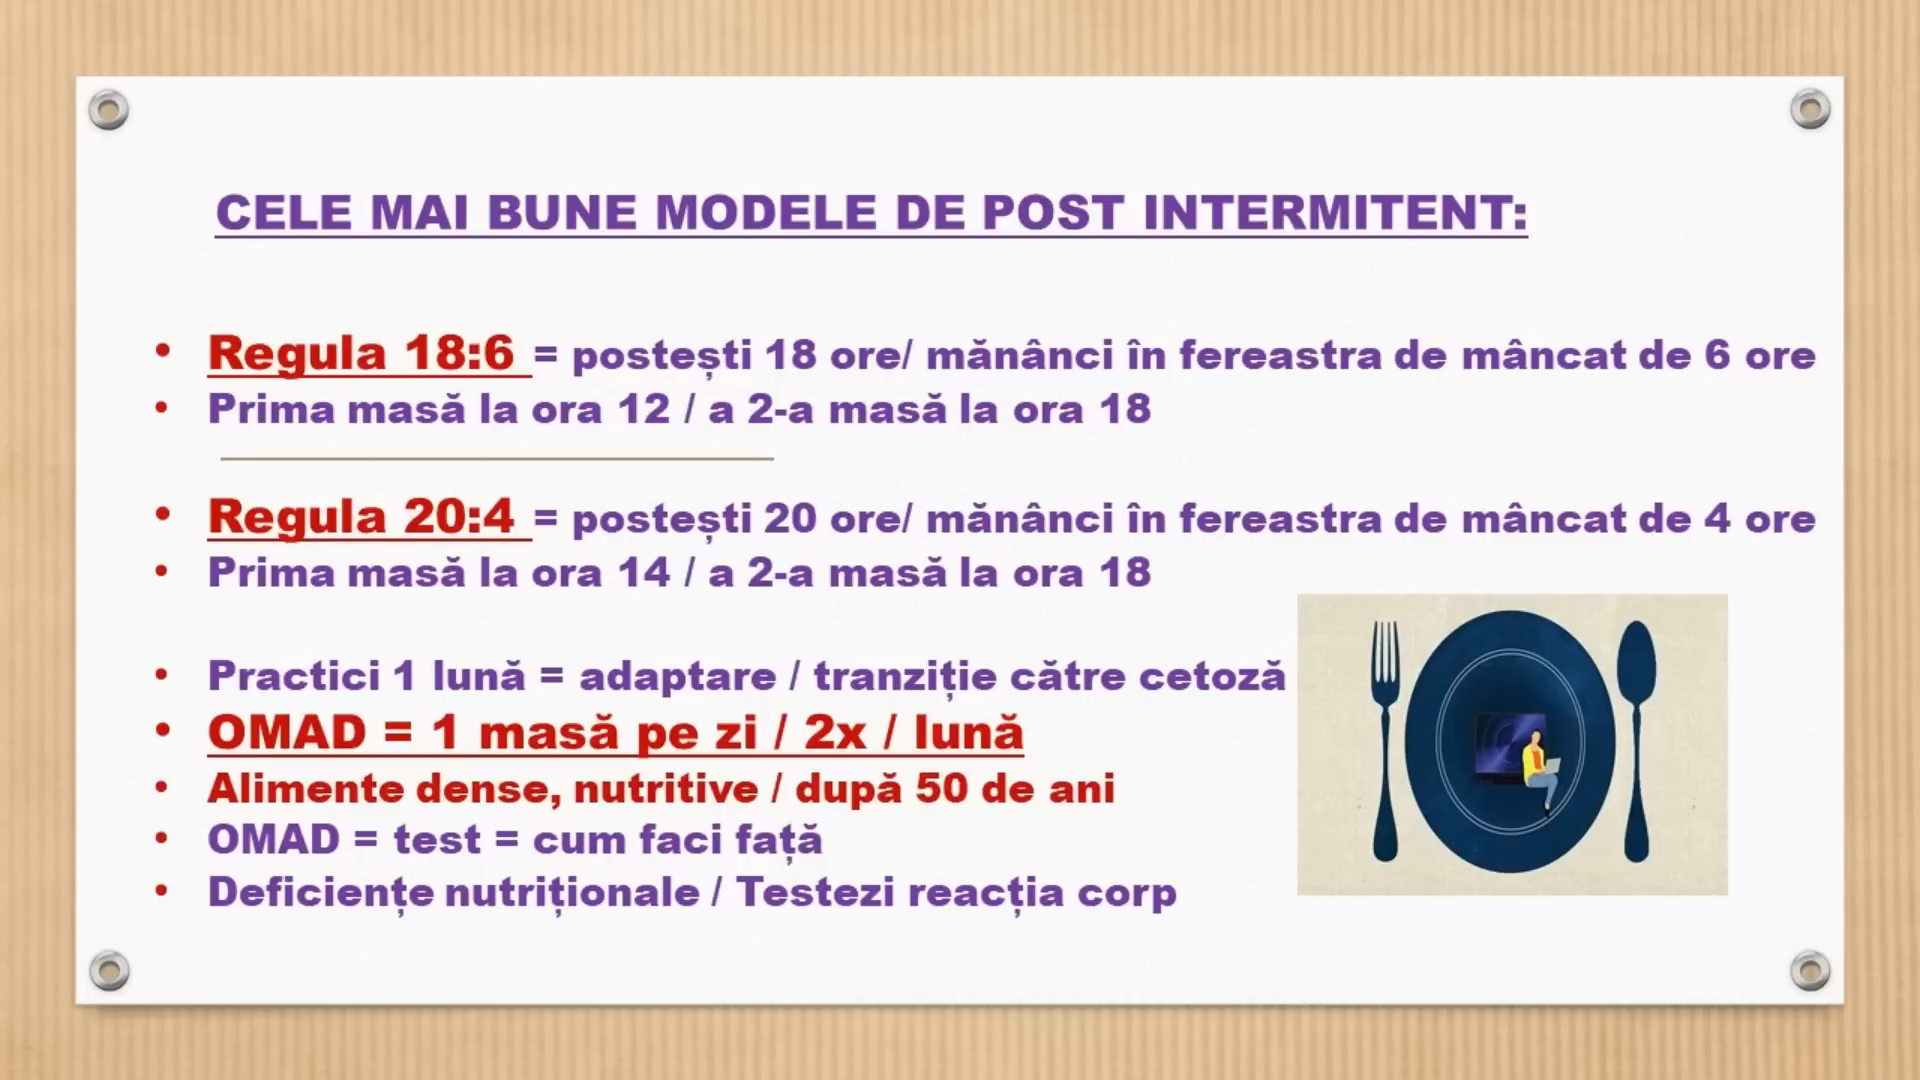 CELE MAI BUNE MODELE DE POST INTERMITENT:
• Regula 18:6 = postești 18 ore/ mănânci în fereastra de mâncat de 6 ore
• Prima masă la ora 12 / a 2-a masă la ora 18
• Regula 20:4 = postești 20 ore/ mănânci în fereastra de mâncat de 4 ore
• Prima masă la ora 14 / a 2-a masă la ora 18
• Practici 1 lună = adaptare / tranziție către cetoză
• OMAD = 1 masă pe zi / 2x / lună
• Alimente dense, nutritive / după 50 de ani
• OMAD = test = cum faci față
• Deficiențe nutriționale / Testezi reacția corp